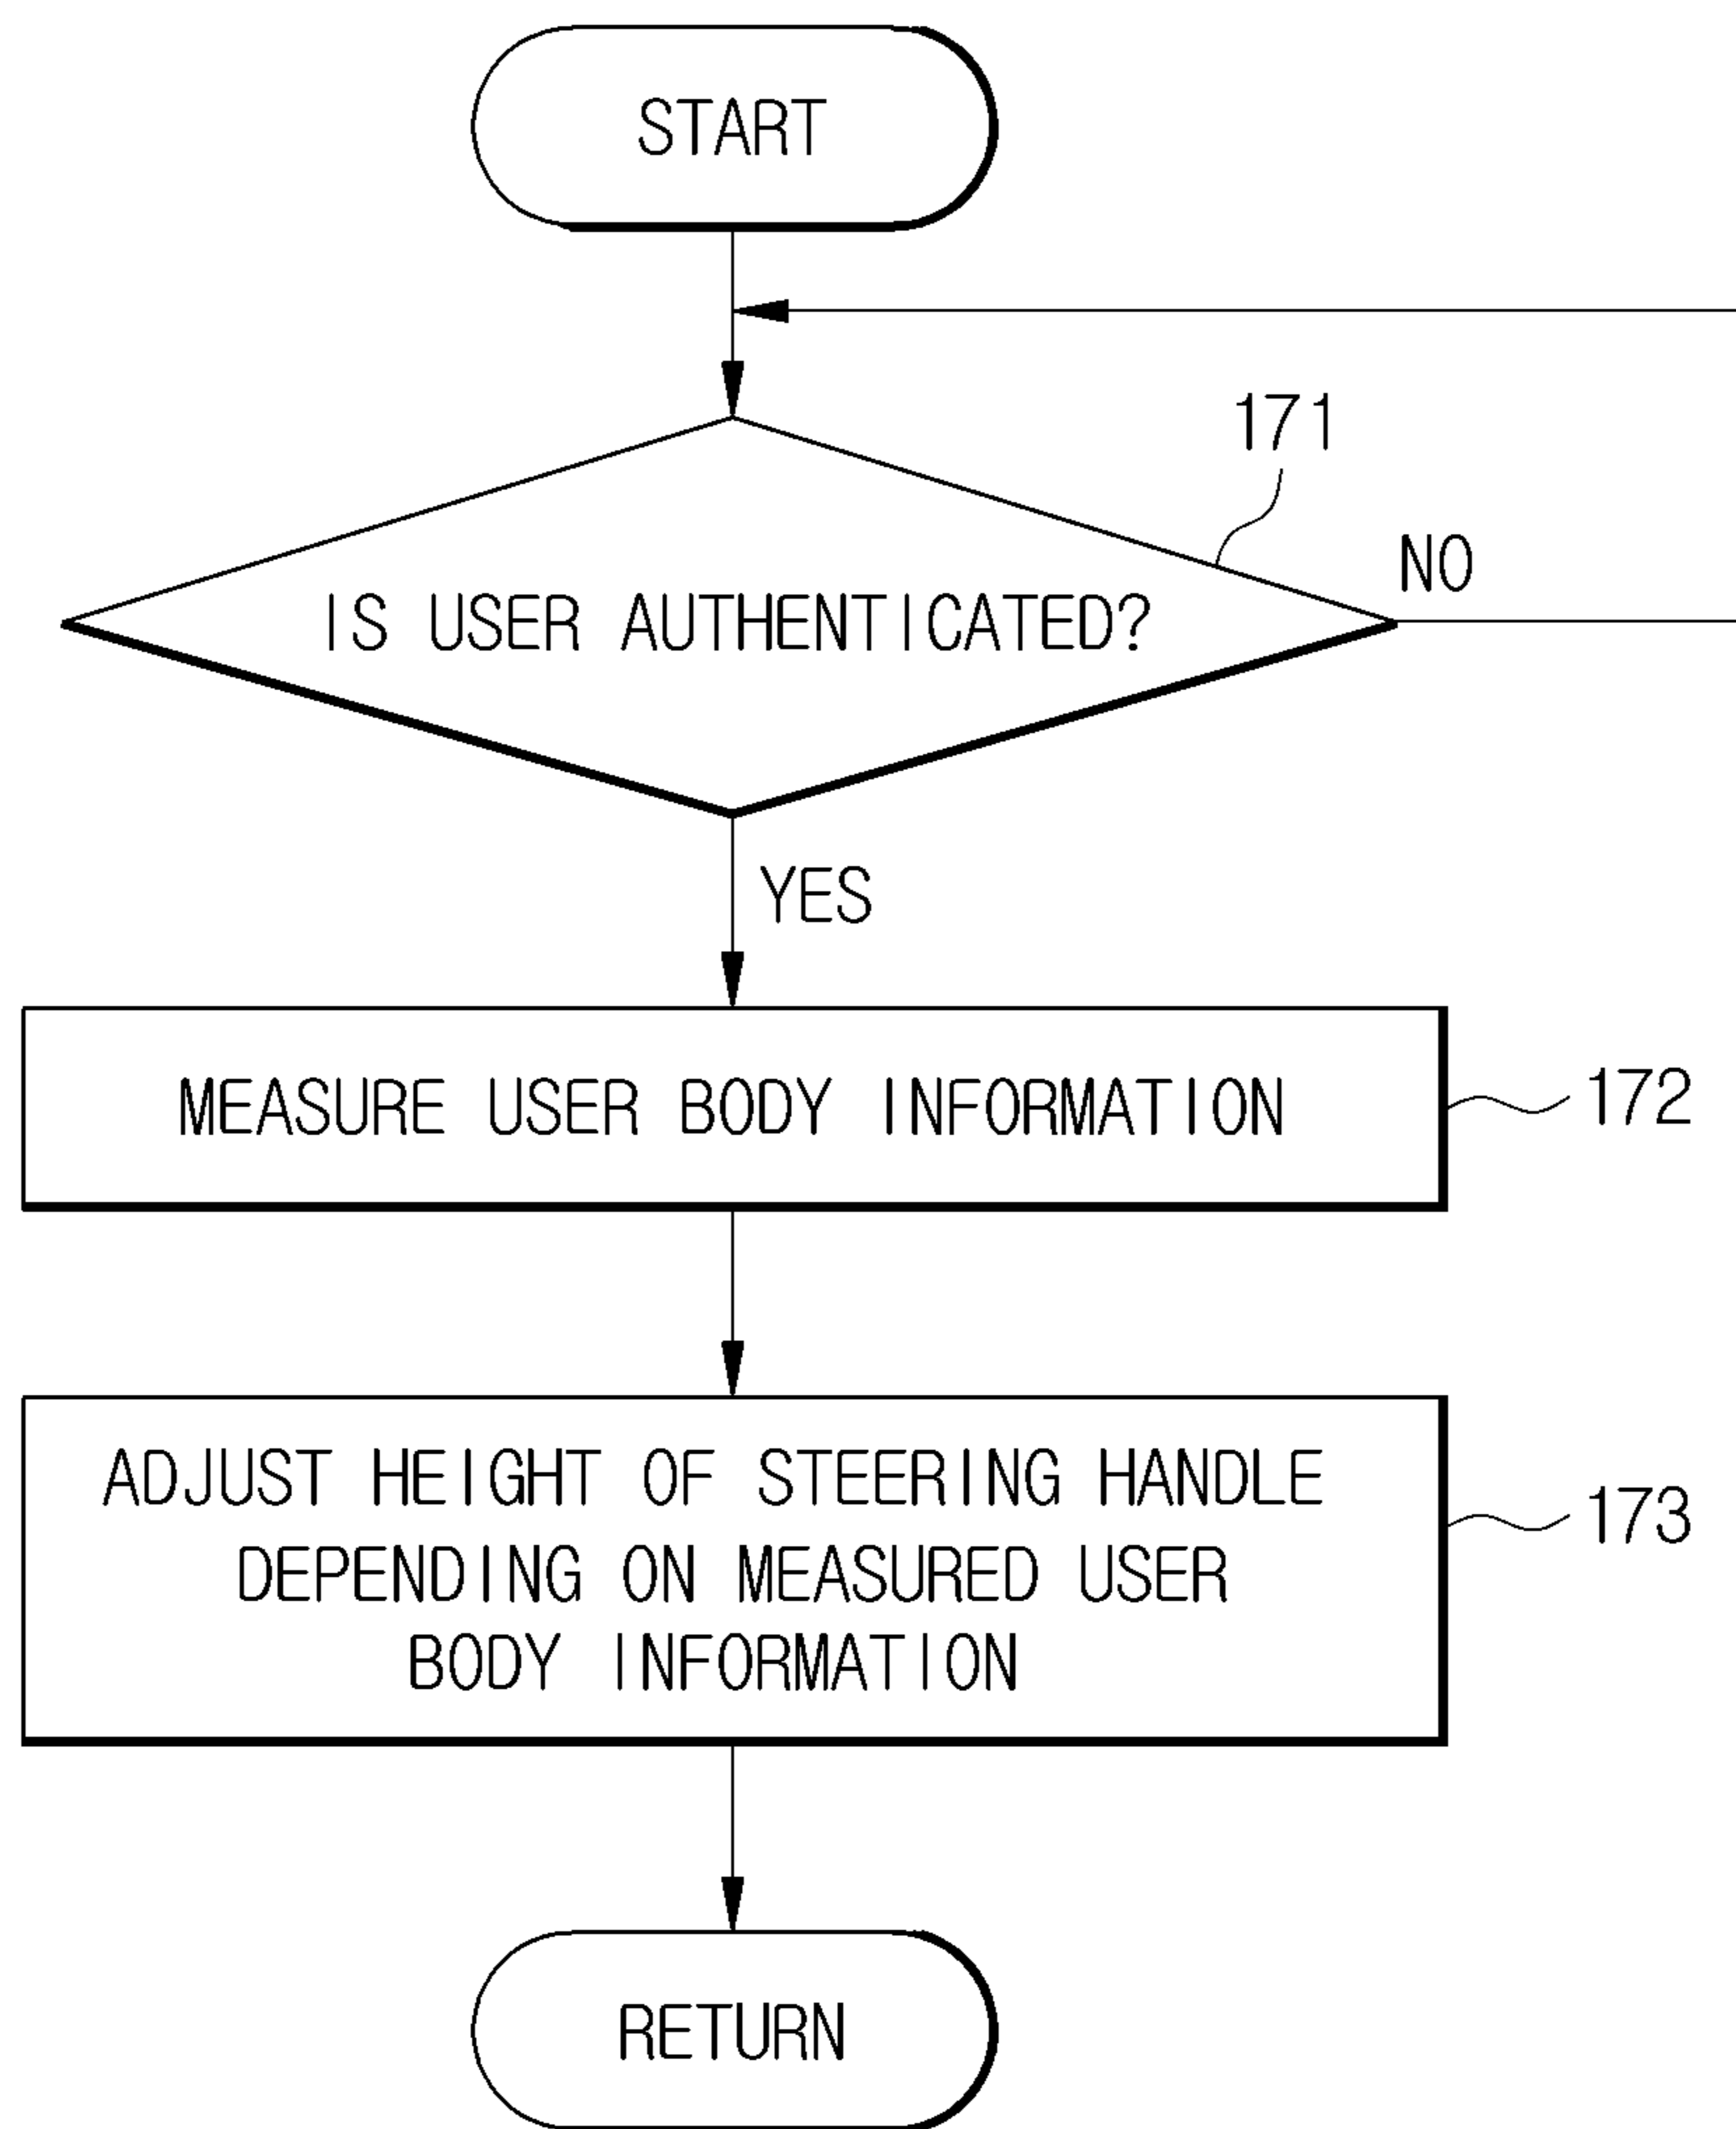 START
171
NO
IS USER AUTHENTICATED?
YES
MEASURE USER BODY INFORMATION
172
ADJUST HEIGHT OF STEERING HANDLE
DEPENDING ON MEASURED USER
BODY INFORMATION
173
RETURN